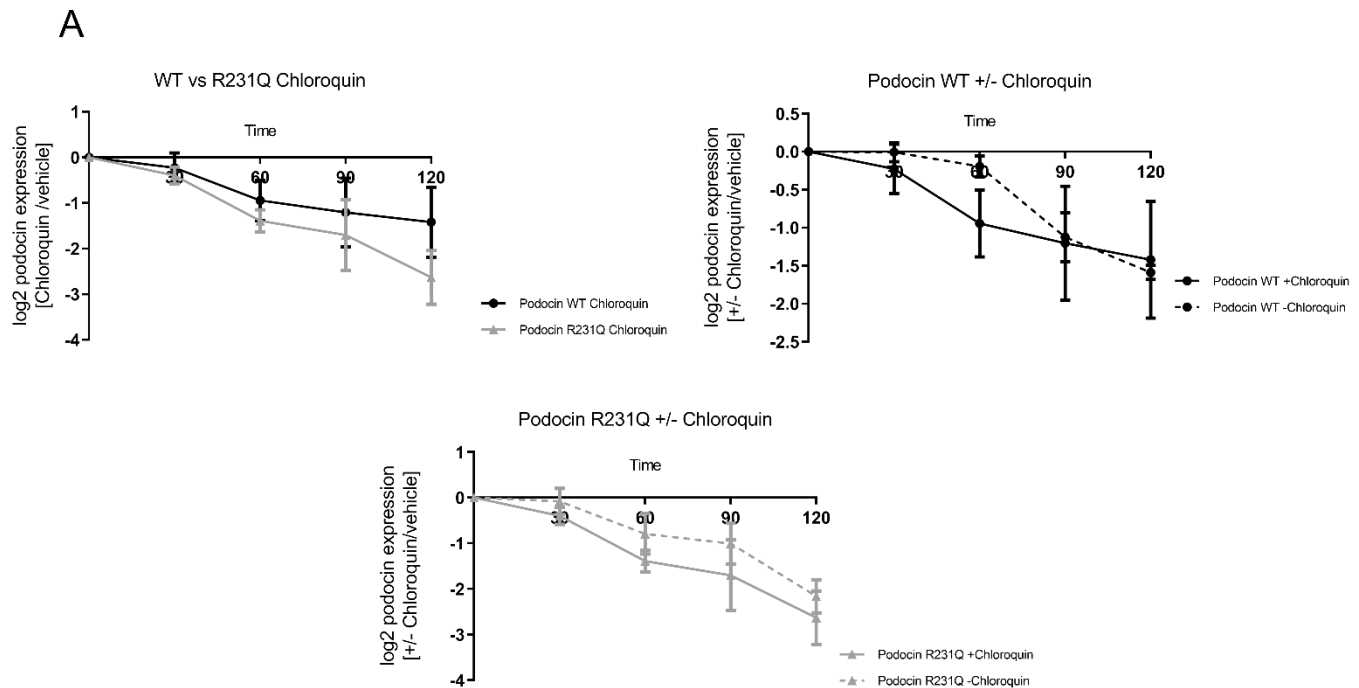 A
WT vs R231Q Chloroquin
log2 podocin expression
[Chloroquin /vehicle]
1
0
-1
-2
-3
-4
Time
30
60
90
120
Podocin WT Chloroquin
Podocin R231Q Chloroquin
Podocin WT +/- Chloroquin
log2 podocin expression
[+/- Chloroquin/vehicle]
0.5
0.0
-0.5
-1.0
-1.5
-2.0
-2.5
Time
30
60
90
120
Podocin WT +Chloroquin
Podocin WT -Chloroquin
Podocin R231Q +/- Chloroquin
log2 podocin expression
[+/- Chloroquin/vehicle]
1
0
-1
-2
-3
-4
Time
30
60
90
120
Podocin R231Q +Chloroquin
Podocin R231Q -Chloroquin